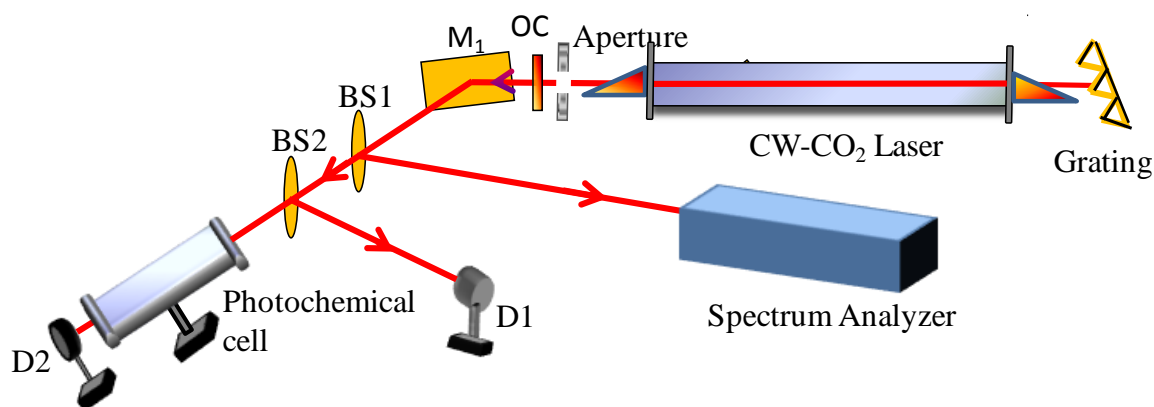 OC
Aperture
M₁
BS1
BS2
CW-CO₂ Laser
Grating
Photochemical
cell
D1
Spectrum Analyzer
D2